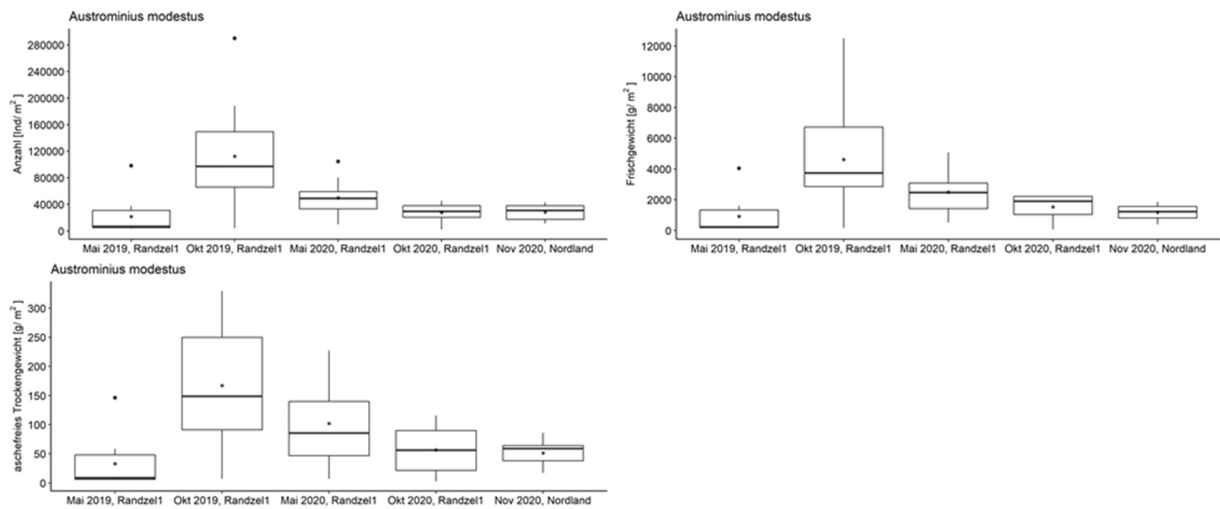 Austrominius modestus
Anzahl [Ind/ m²]
280000
240000
200000
160000
120000
80000
40000
0
Mai 2019, Randzel1 Okt 2019, Randzel1 Mai 2020, Randzel1 Okt 2020, Randzel1 Nov 2020, Nordland
Austrominius modestus
Frischgewicht [g/ m²]
12000
10000
8000
6000
4000
2000
0
Mai 2019, Randzel1 Okt 2019, Randzel1 Mai 2020, Randzel1 Okt 2020, Randzel1 Nov 2020, Nordland
Austrominius modestus
aschefreies Trockengewicht [g/ m²]
300
250
200
150
100
50
0
Mai 2019, Randzel1 Okt 2019, Randzel1 Mai 2020, Randzel1 Okt 2020, Randzel1 Nov 2020, Nordland